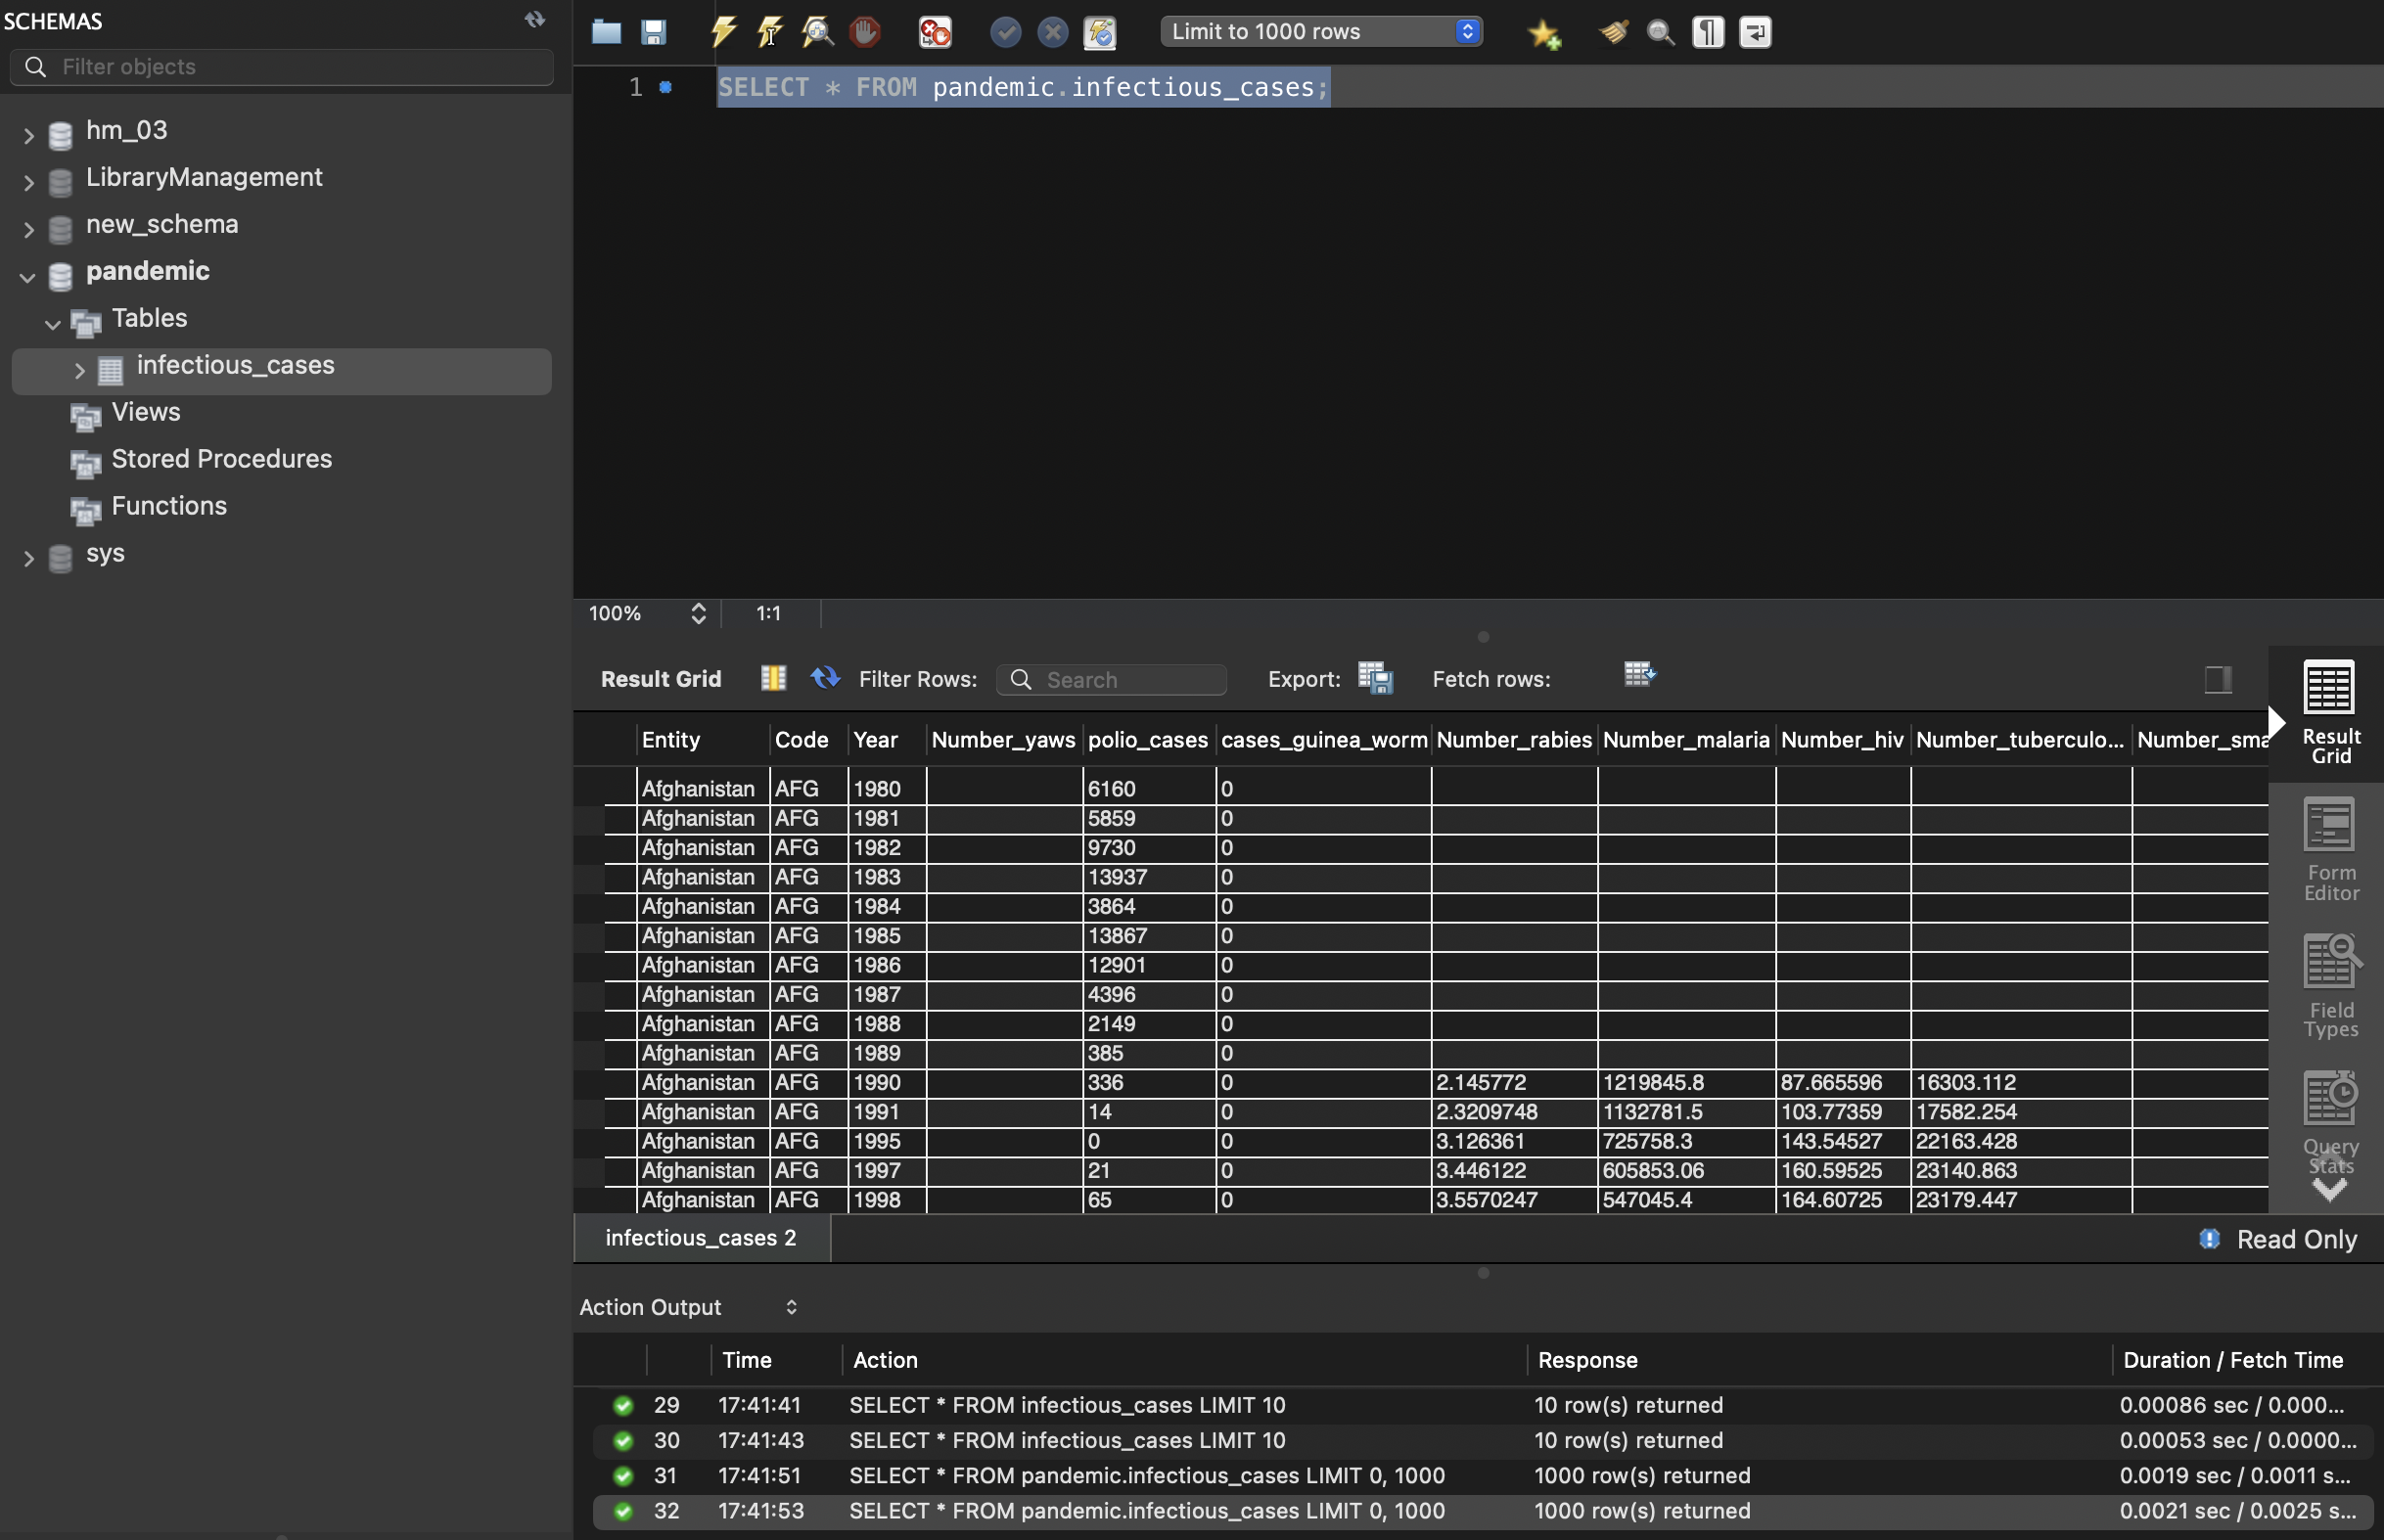 SCHEMAS
Filter objects
hm_03
LibraryManagement
new_schema
pandemic
Tables
infectious_cases
Views
Stored Procedures
Functions
sys
Limit to 1000 rows
1 SELECT * FROM pandemic.infectious_cases;
100% 1:1
Result Grid Filter Rows: Search Export: Fetch rows:
Entity Code Year Number_yaws polio_cases cases_guinea_worm Number_rabies Number_malaria Number_hiv Number_tuberculo... Number_sma
Afghanistan AFG 1980 6160 0
Afghanistan AFG 1981 5859 0
Afghanistan AFG 1982 9730 0
Afghanistan AFG 1983 13937 0
Afghanistan AFG 1984 3864 0
Afghanistan AFG 1985 13867 0
Afghanistan AFG 1986 12901 0
Afghanistan AFG 1987 4396 0
Afghanistan AFG 1988 2149 0
Afghanistan AFG 1989 385 0
Afghanistan AFG 1990 336 0 2.145772 1219845.8 87.665596 16303.112
Afghanistan AFG 1991 14 0 2.3209748 1132781.5 103.77359 17582.254
Afghanistan AFG 1995 0 0 3.126361 725758.3 143.54527 22163.428
Afghanistan AFG 1997 21 0 3.446122 605853.06 160.59525 23140.863
Afghanistan AFG 1998 65 0 3.5570247 547045.4 164.60725 23179.447
Result
Grid
Form
Editor
Field
Types
Query
Stats
infectious_cases 2 Read Only
Action Output
Time Action Response Duration / Fetch Time
29 17:41:41 SELECT * FROM infectious_cases LIMIT 10 10 row(s) returned 0.00086 sec / 0.000...
30 17:41:43 SELECT * FROM infectious_cases LIMIT 10 10 row(s) returned 0.00053 sec / 0.0000...
31 17:41:51 SELECT * FROM pandemic.infectious_cases LIMIT 0, 1000 1000 row(s) returned 0.0019 sec / 0.0011 s...
32 17:41:53 SELECT * FROM pandemic.infectious_cases LIMIT 0, 1000 1000 row(s) returned 0.0021 sec / 0.0025 s...